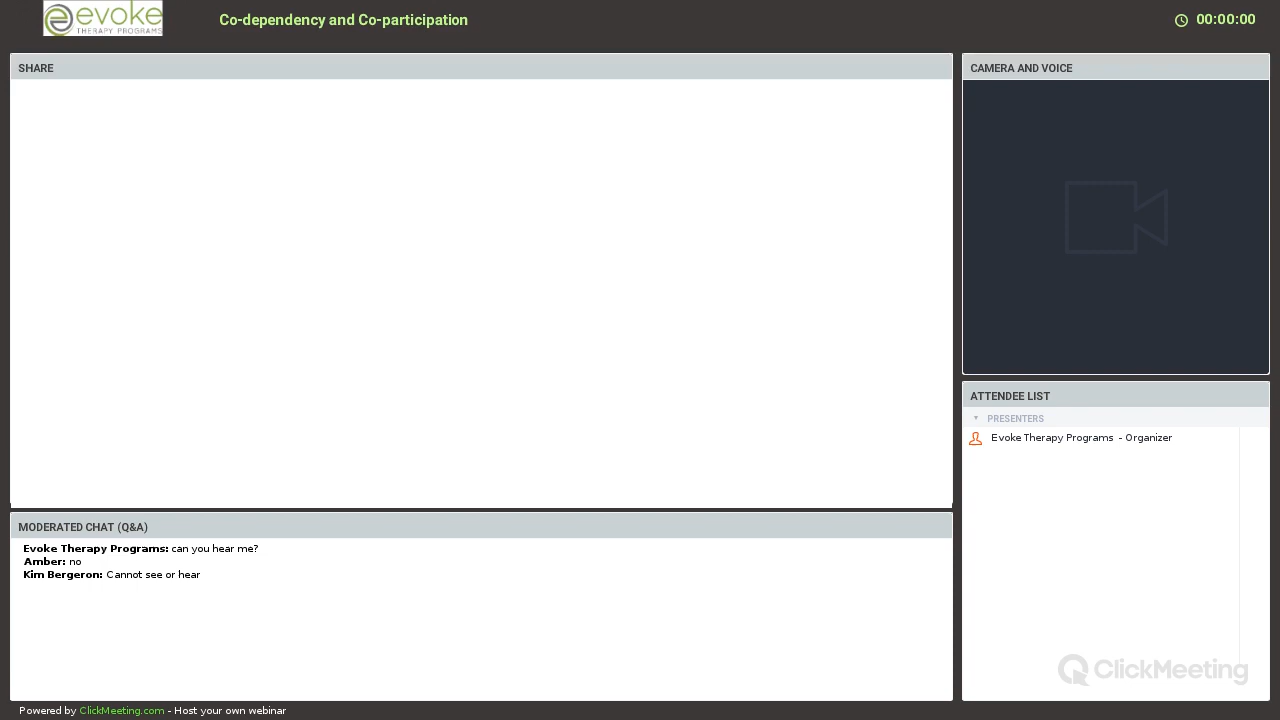 evoke
THERAPY PROGRAMS
Co-dependency and Co-participation
00:00:00
SHARE
CAMERA AND VOICE
ATTENDEE LIST
PRESENTERS
Evoke Therapy Programs - Organizer
MODERATED CHAT (Q&A)
Evoke Therapy Programs: can you hear me?
Amber: no
Kim Bergeron: Cannot see or hear
ClickMeeting
Powered by ClickMeeting.com - Host your own webinar